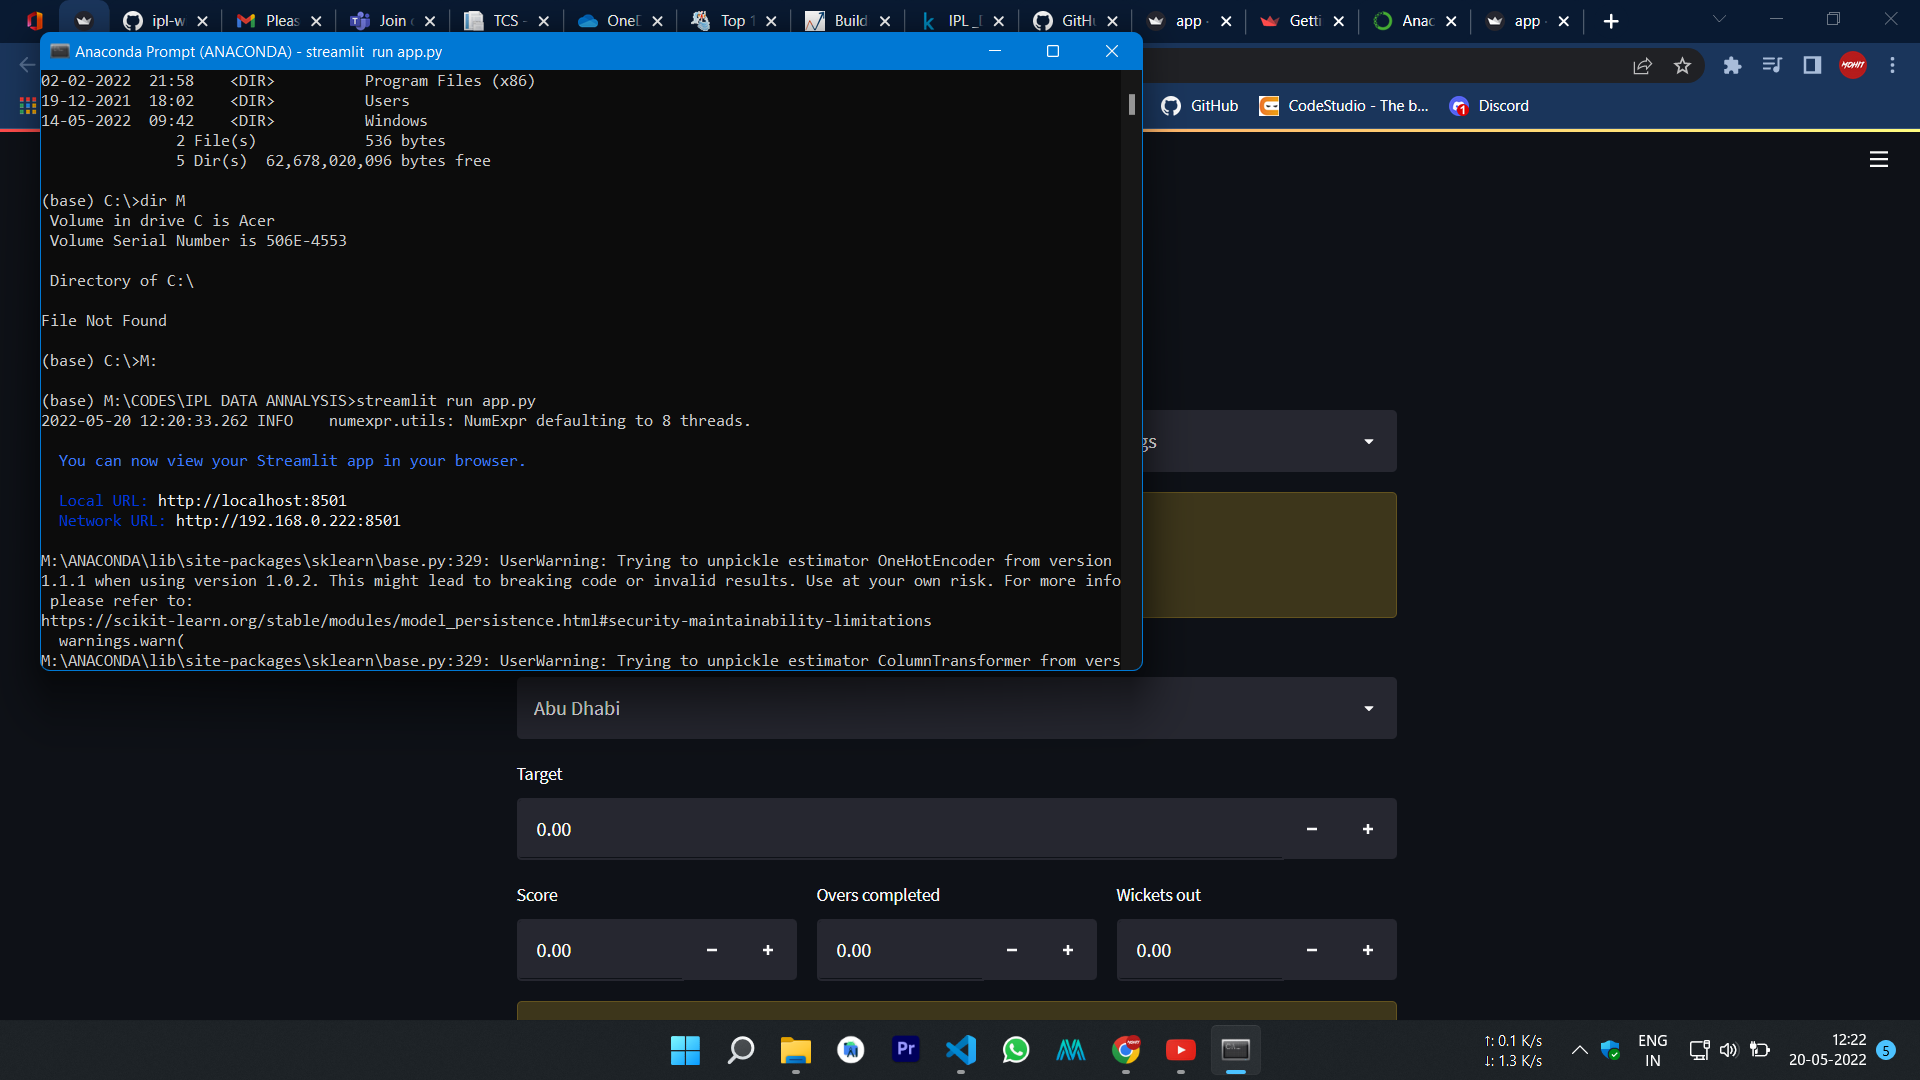 ipl-w
Pleas
Join
TCS -
OneD
Top 1
Build
IPL_D
GitHu
app
Getti
Anac
app
Anaconda Prompt (ANACONDA) - streamlit  run app.py
MOHIT
GitHub
CodeStudio - The b...
1
Discord
02-02-2022  21:58    <DIR>          Program Files (x86)
19-12-2021  18:02    <DIR>          Users
14-05-2022  09:42    <DIR>          Windows
2 File(s)            536 bytes
5 Dir(s)  62,678,020,096 bytes free
(base) C:\>dir M
Volume in drive C is Acer
Volume Serial Number is 506E-4553
Directory of C:\
File Not Found
(base) C:\>M:
(base) M:\CODES\IPL DATA ANNALYSIS>streamlit run app.py
2022-05-20 12:20:33.262 INFO    numexpr.utils: NumExpr defaulting to 8 threads.
You can now view your Streamlit app in your browser.
Local URL: http://localhost:8501
Network URL: http://192.168.0.222:8501
M:\ANACONDA\lib\site-packages\sklearn\base.py:329: UserWarning: Trying to unpickle estimator OneHotEncoder from version
1.1.1 when using version 1.0.2. This might lead to breaking code or invalid results. Use at your own risk. For more info
please refer to:
https://scikit-learn.org/stable/modules/model_persistence.html#security-maintainability-limitations
warnings.warn(
M:\ANACONDA\lib\site-packages\sklearn\base.py:329: UserWarning: Trying to unpickle estimator ColumnTransformer from vers
gs
Abu Dhabi
Target
0.00
Score
Overs completed
Wickets out
0.00
0.00
0.00
Pr
↑: 0.1 K/s
↓: 1.3 K/s
ENG
IN
12:22
20-05-2022
5